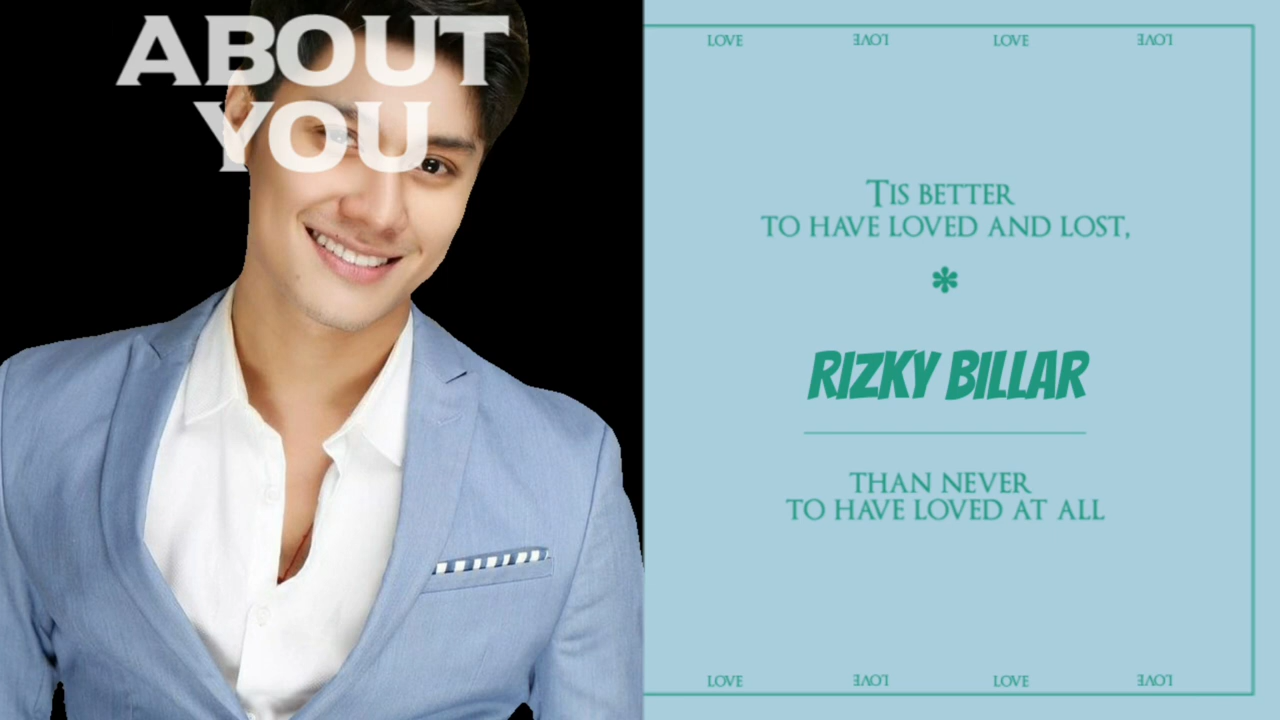 ABOUT
YOU
LOVE LOVE LOVE LOVE
TIS BETTER
TO HAVE LOVED AND LOST,
RIZKY BILLAR
THAN NEVER
TO HAVE LOVED AT ALL
LOVE LOVE LOVE LOVE